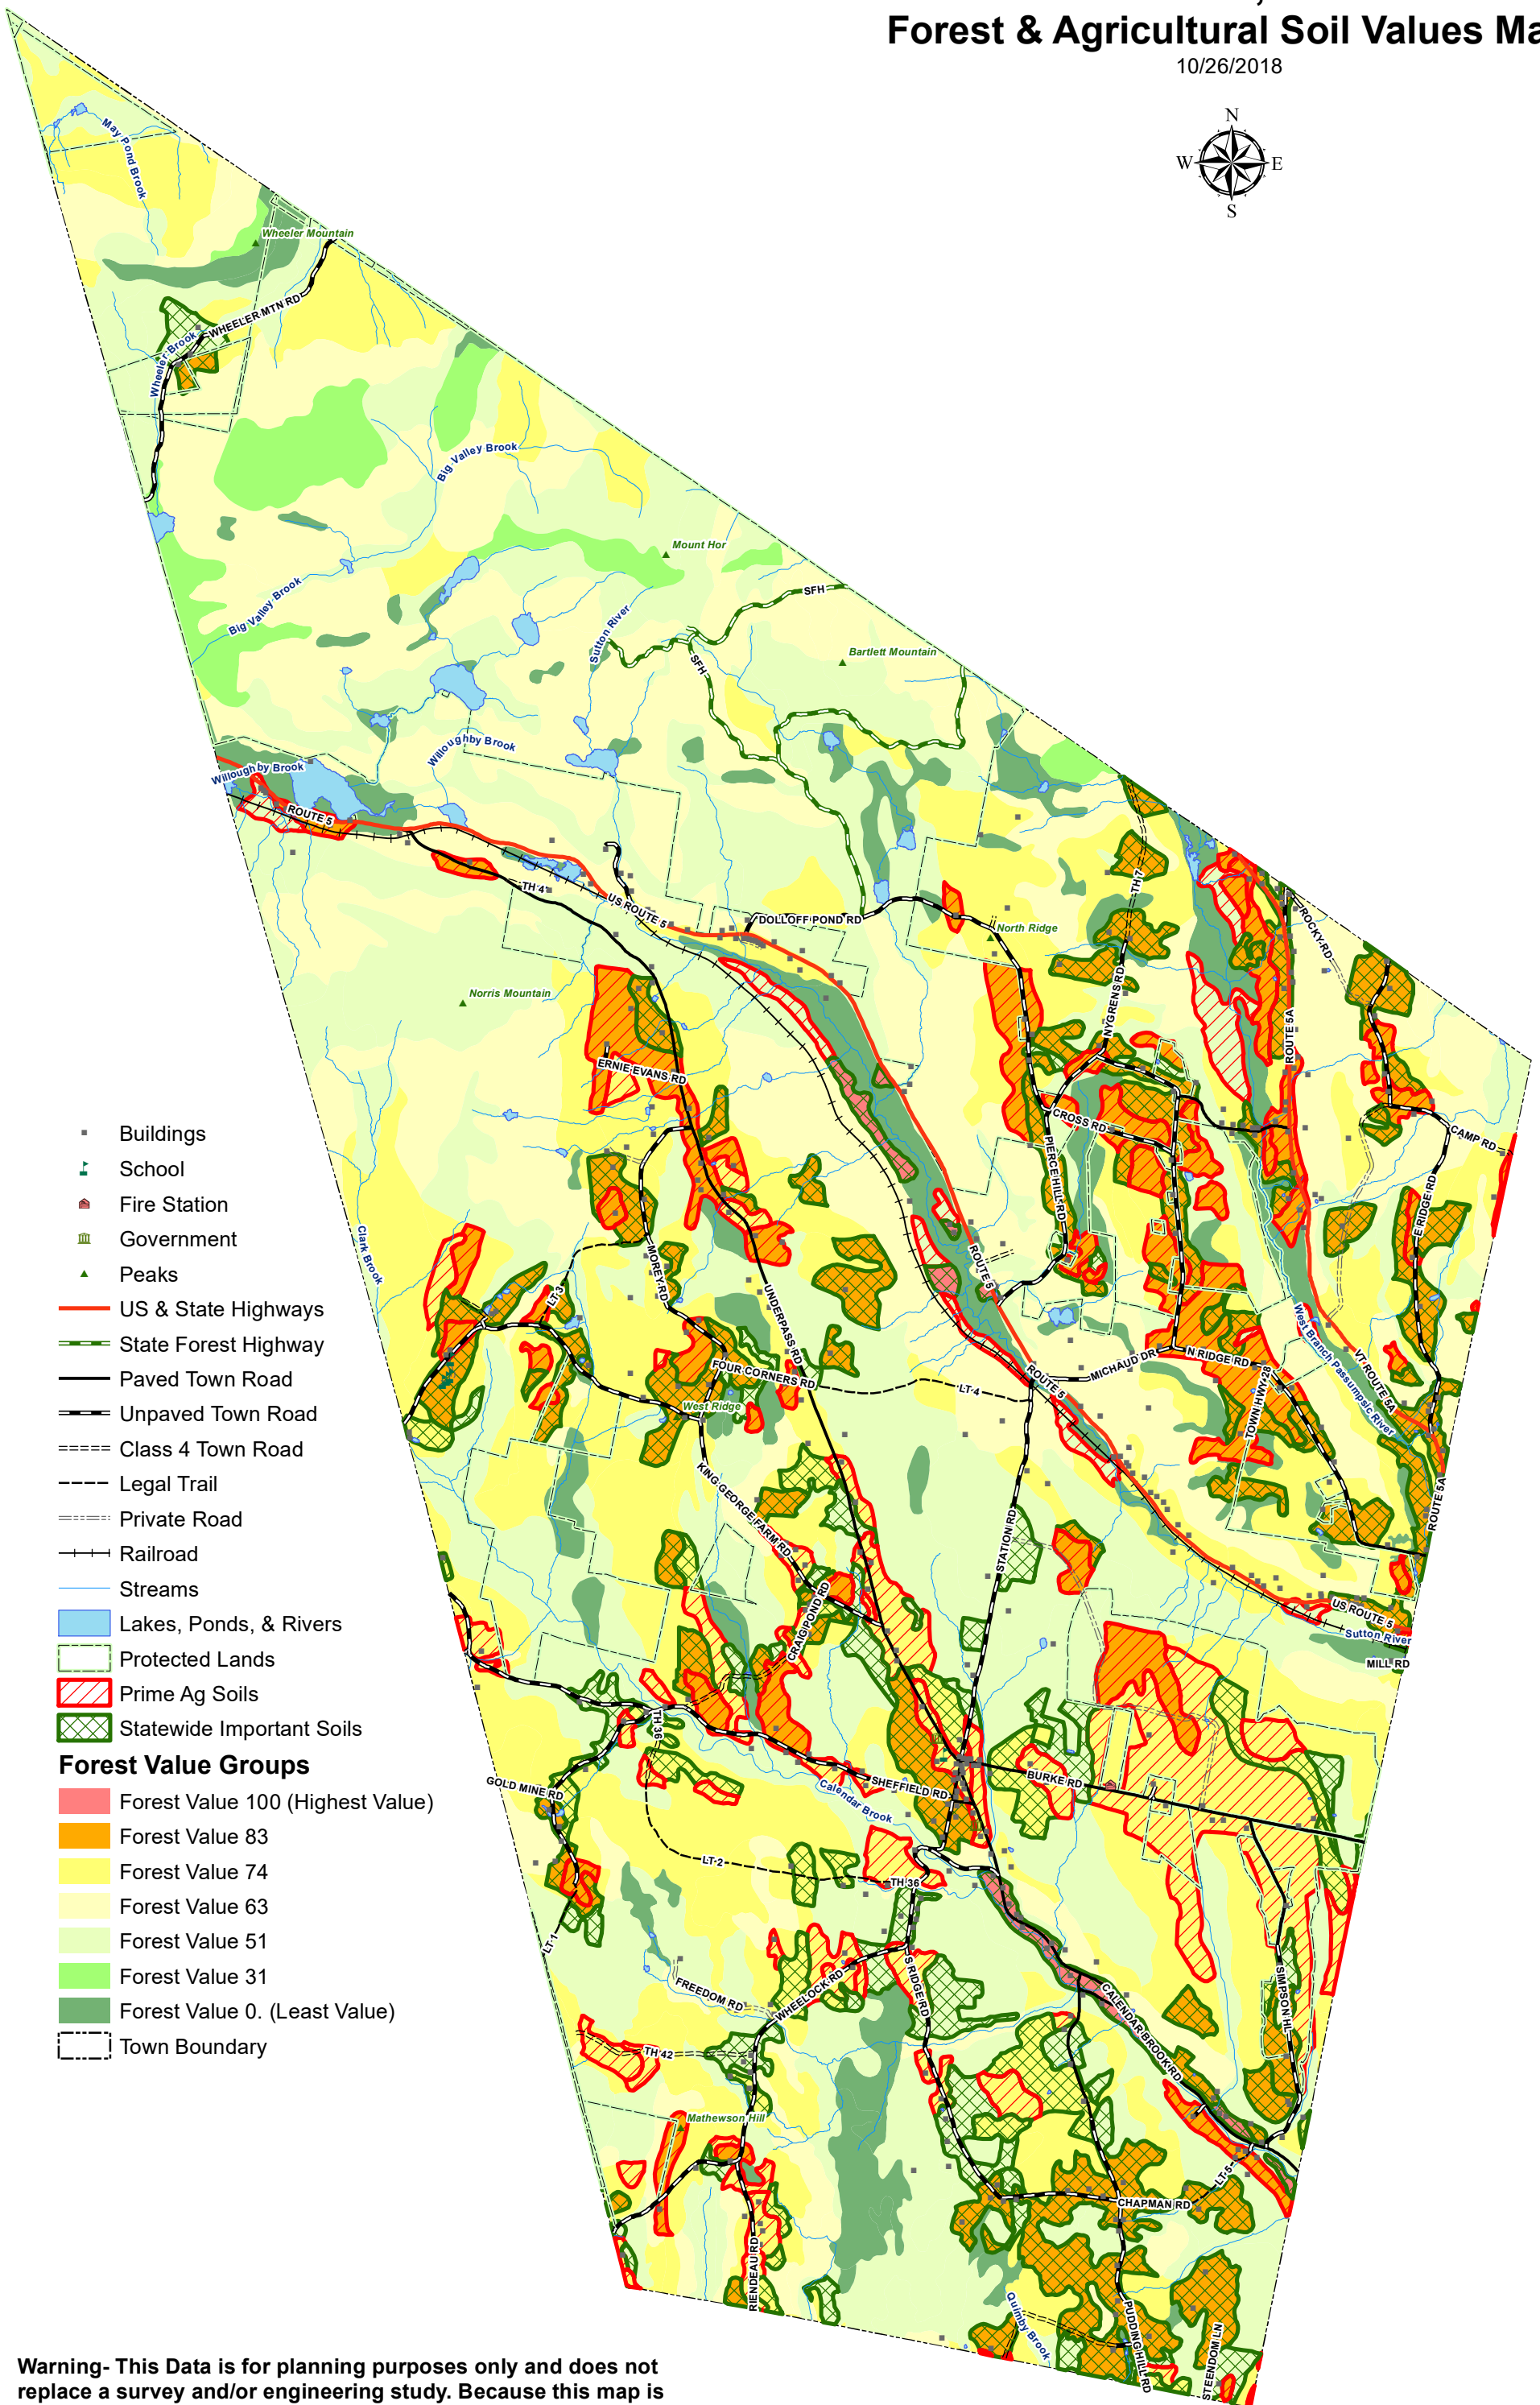 Forest & Agricultural Soil Values Ma
10/26/2018
N
W E
S
May Pond Brook
Wheeler Mountain
WHEELER MTN RD
Wheeler Brook
Big Valley Brook
Mount Hor
SFH
Big Valley Brook
Sutton River
SFH
Bartlett Mountain
Willoughby Brook
Willoughby Brook
ROUTE 5
TH 4
US ROUTE 5
DOLLOFF POND RD
North Ridge
TH 7
ROCKY RD
Norris Mountain
NYGRENS RD
ROUTE 5A
ERNIE EVANS RD
CROSS RD
CAMP RD
PIERCE HILL RD
E RIDGE RD
Clark Brook
MOREY RD
LT 3
ROUTE 5
UNDERPASS RD
West Branch Passumpsic River
VT ROUTE 5A
FOUR CORNERS RD
LT 4
MICHAUD DR
N RIDGE RD
ROUTE 5
West Ridge
TOWN HWY 28
KING GEORGE FARM RD
STATION RD
ROUTE 5A
CRAIG POND RD
US ROUTE 5
Sutton River
MILL RD
TH 36
GOLD MINE RD
SHEFFIELD RD
BURKE RD
Calendar Brook
LT 2
TH 36
LT 1
S RIDGE RD
SIMPSON HL
FREEDOM RD
WHEELOCK RD
CALENDAR BROOK RD
TH 42
Mathewson Hill
LT 5
CHAPMAN RD
RIENDEAU RD
Quimby Brook
PUDDING HILL RD
STEENDOM LN
Buildings
School
Fire Station
Government
Peaks
US & State Highways
State Forest Highway
Paved Town Road
Unpaved Town Road
Class 4 Town Road
Legal Trail
Private Road
Railroad
Streams
Lakes, Ponds, & Rivers
Protected Lands
Prime Ag Soils
Statewide Important Soils
Forest Value Groups
Forest Value 100 (Highest Value)
Forest Value 83
Forest Value 74
Forest Value 63
Forest Value 51
Forest Value 31
Forest Value 0. (Least Value)
Town Boundary
Warning- This Data is for planning purposes only and does not
replace a survey and/or engineering study. Because this map is